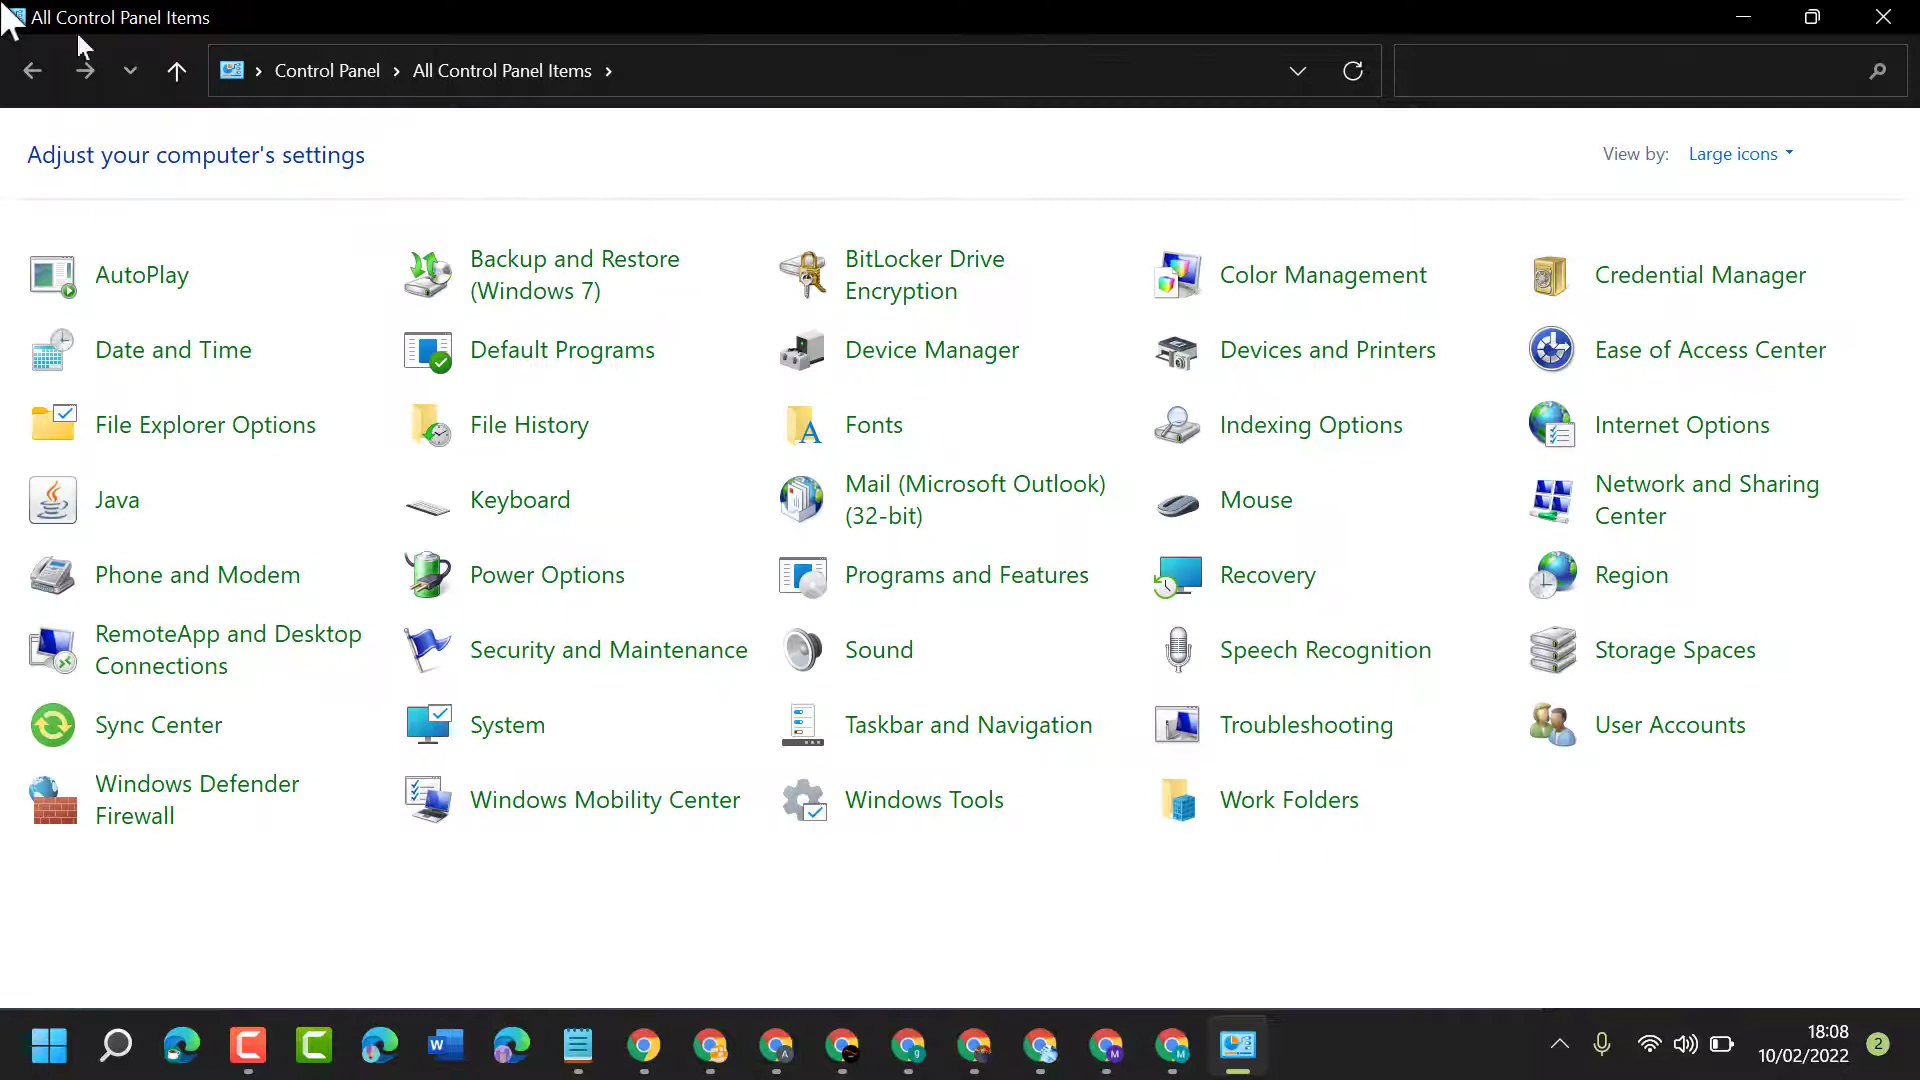 All Control Panel Items
Control Panel
All Control Panel Items
Adjust your computer's settings
View by:
Large icons
AutoPlay
Backup and Restore
(Windows 7)
BitLocker Drive
Encryption
Color Management
Credential Manager
Date and Time
Default Programs
Device Manager
Devices and Printers
Ease of Access Center
File Explorer Options
File History
Fonts
Indexing Options
Internet Options
Java
Keyboard
Mail (Microsoft Outlook)
(32-bit)
Mouse
Network and Sharing
Center
Phone and Modem
Power Options
Programs and Features
Recovery
Region
RemoteApp and Desktop
Connections
Security and Maintenance
Sound
Speech Recognition
Storage Spaces
Sync Center
System
Taskbar and Navigation
Troubleshooting
User Accounts
Windows Defender
Firewall
Windows Mobility Center
Windows Tools
Work Folders
W
A
g
M
M
18:08
10/02/2022
2